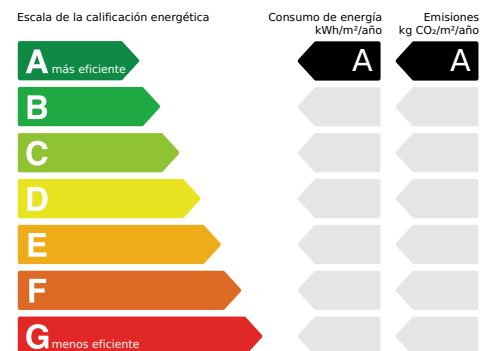 Escala de la calificación energética
Consumo de energía
kWh/m²/año
Emisiones
kg CO₂/m²/año
A más eficiente
A
A
B
C
D
E
F
G menos eficiente